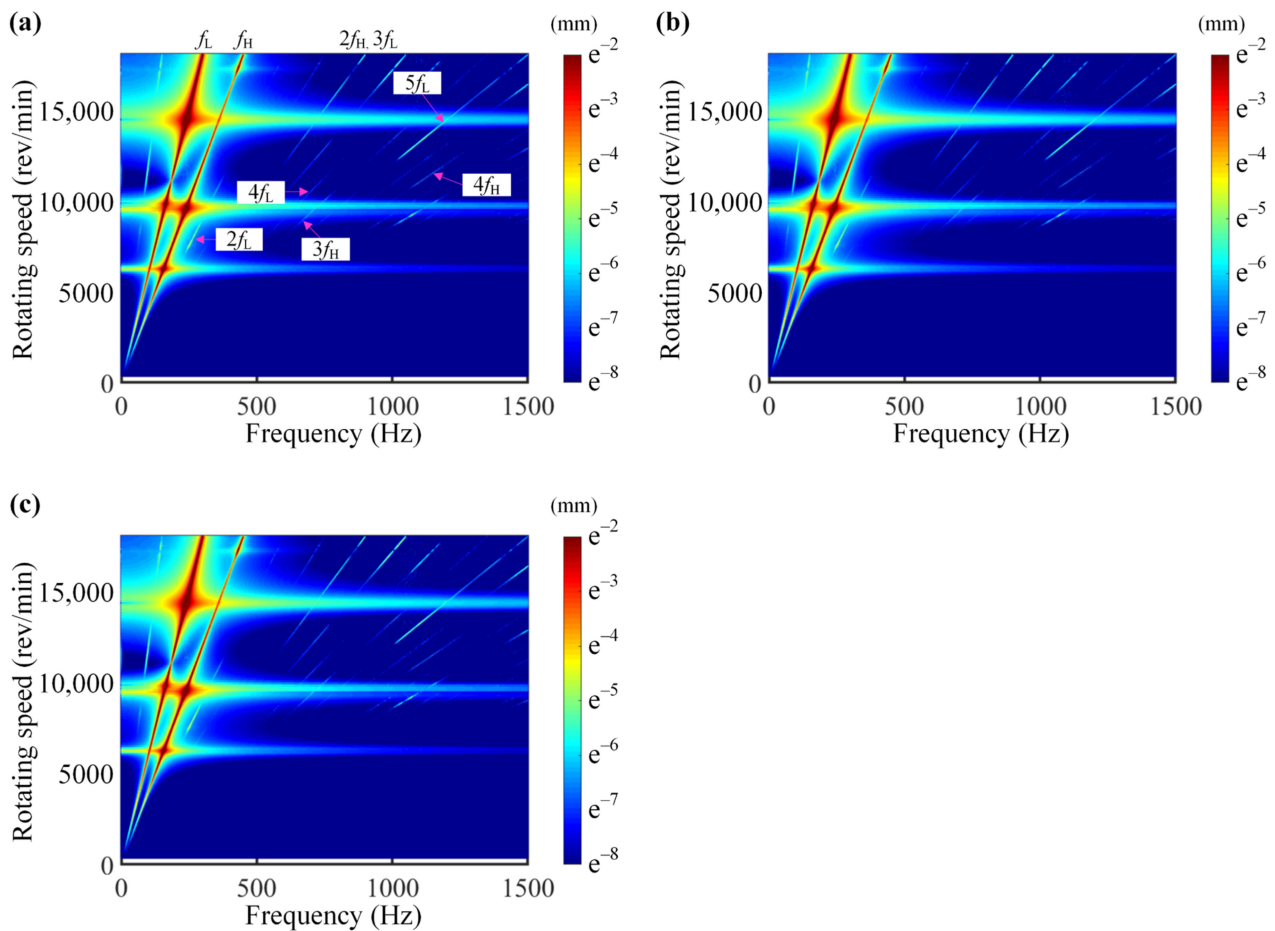 (a)
(mm)
fL fH 2fH, 3fL
5fL
4fL
4fH
2fL
3fH
Rotating speed (rev/min)
15,000
10,000
5000
0
0 500 1000 1500
Frequency (Hz)
e−2
e−3
e−4
e−5
e−6
e−7
e−8
(b)
(mm)
Rotating speed (rev/min)
15,000
10,000
5000
0
0 500 1000 1500
Frequency (Hz)
e−2
e−3
e−4
e−5
e−6
e−7
e−8
(c)
(mm)
Rotating speed (rev/min)
15,000
10,000
5000
0
0 500 1000 1500
Frequency (Hz)
e−2
e−3
e−4
e−5
e−6
e−7
e−8